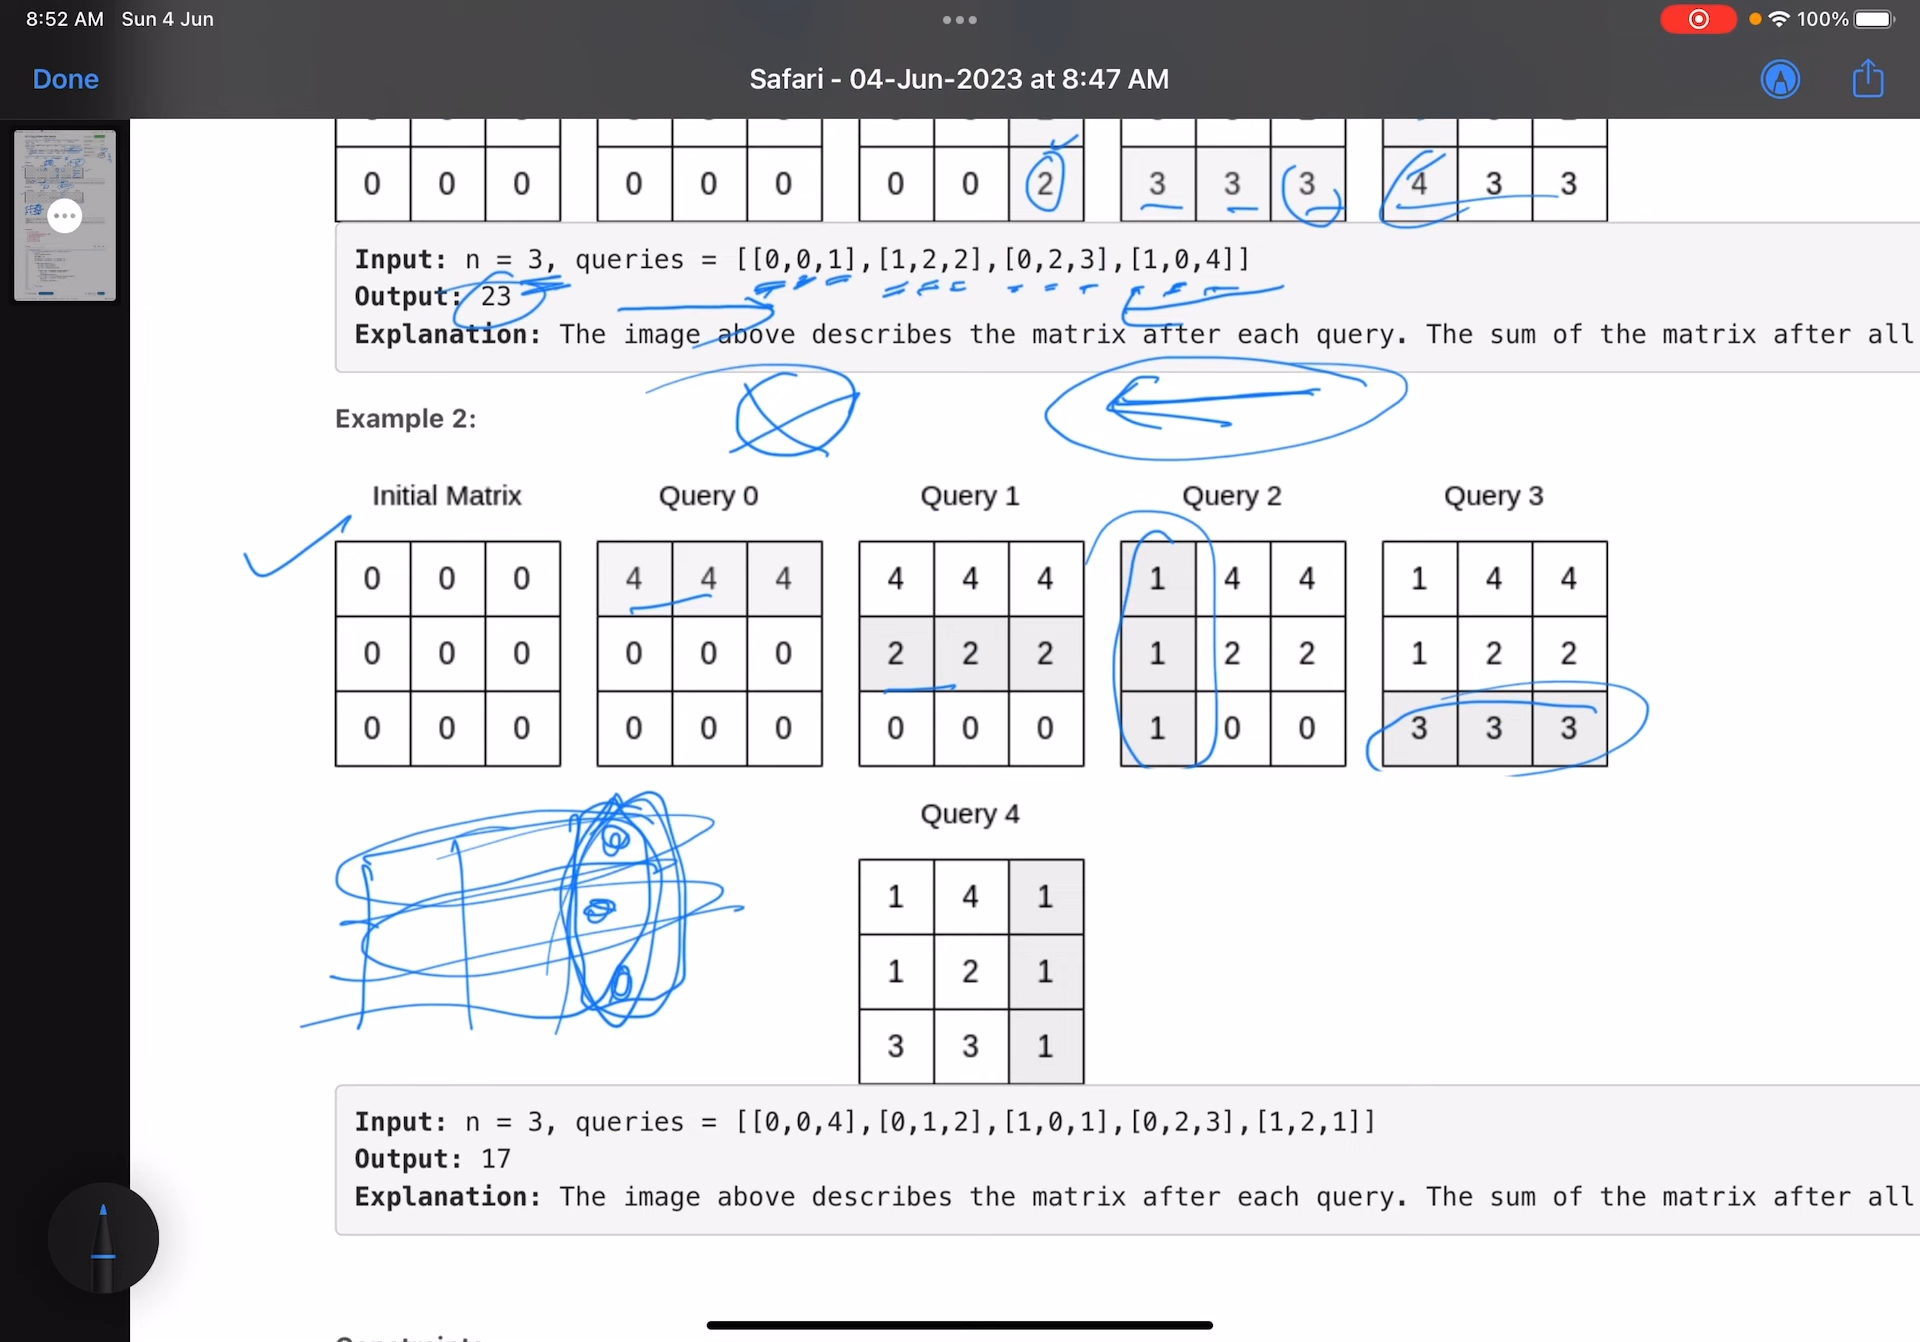 8:52 AM Sun 4 Jun
100%
Done
Safari - 04-Jun-2023 at 8:47 AM
0 0 0 0 0 0 0 0 2 3 3 3 4 3 3
Input: n = 3, queries = [[0,0,1],[1,2,2],[0,2,3],[1,0,4]]
Output: 23
Explanation: The image above describes the matrix after each query. The sum of the matrix after all
Example 2:
Initial Matrix Query 0 Query 1 Query 2 Query 3
0 0 0 4 4 4 4 4 4 1 4 4 1 4 4
0 0 0 0 0 0 2 2 2 1 2 2 1 2 2
0 0 0 0 0 0 0 0 0 1 0 0 3 3 3
Query 4
1 4 1
1 2 1
3 3 1
Input: n = 3, queries = [[0,0,4],[0,1,2],[1,0,1],[0,2,3],[1,2,1]]
Output: 17
Explanation: The image above describes the matrix after each query. The sum of the matrix after all